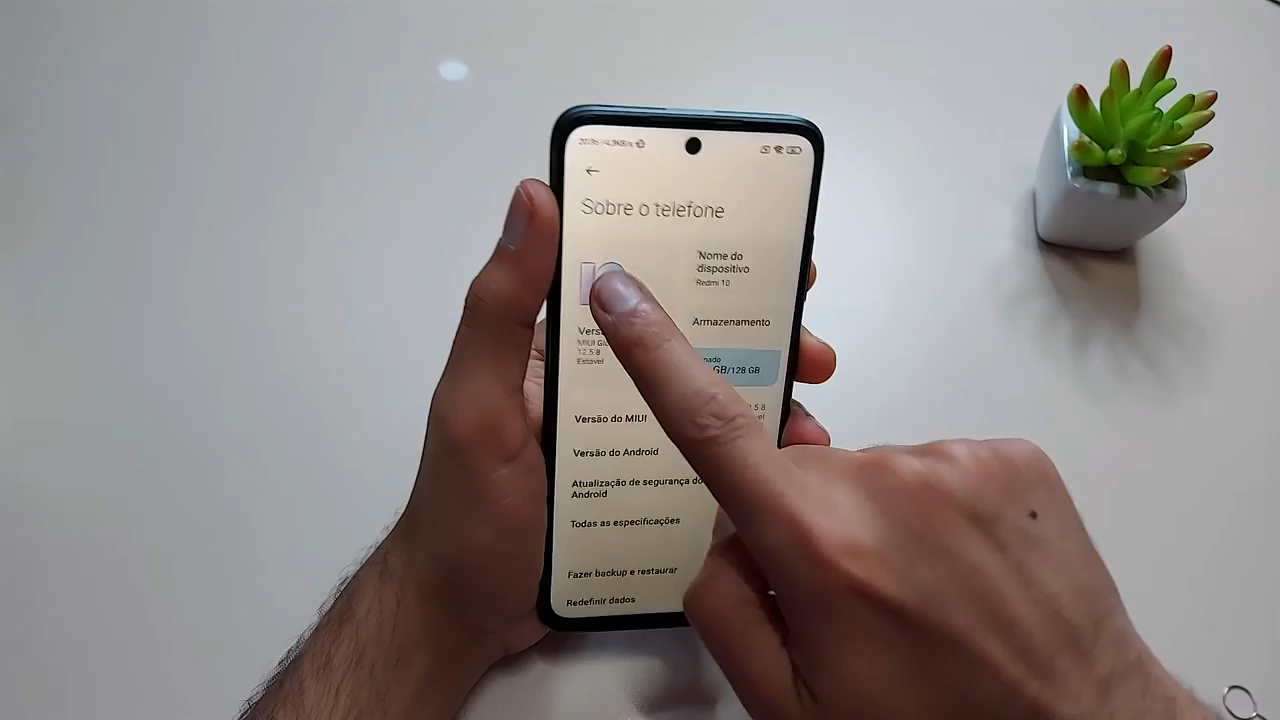 Sobre o telefone
Nome do
dispositivo
Redmi 10
Armazenamento
MIUI
12.5.8
Estável
GB/128 GB
Versão do MIUI
Versão do Android
Atualização de segurança do
Android
Todas as especificações
Fazer backup e restaurar
Redefinir dados